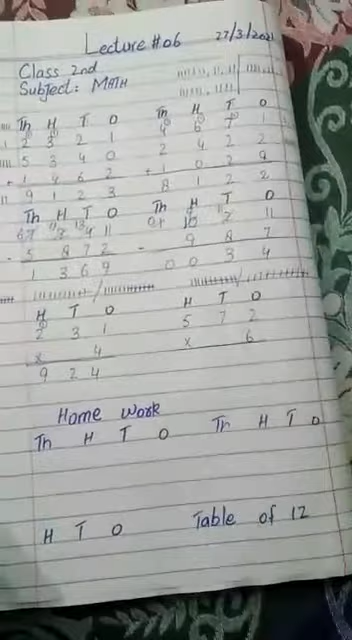 Lecture #06 27/3/2021
Class 2nd
Subject: MATH
Th H T O Th H T O
2 3 2 1 4 6 7 1
5 3 4 0 2 4 2 2
+ 1 4 6 2 + 1 0 2 9
9 1 2 3 8 1 2 2
Th H T O Th H T O
5 8 7 2 - 9 8 7
1 3 6 9 0 0 3 4
H T O H T O
2 3 1 5 7 2
x 4 x 6
9 2 4
Home Work
Th H T O Th H T O
H T O Table of 12